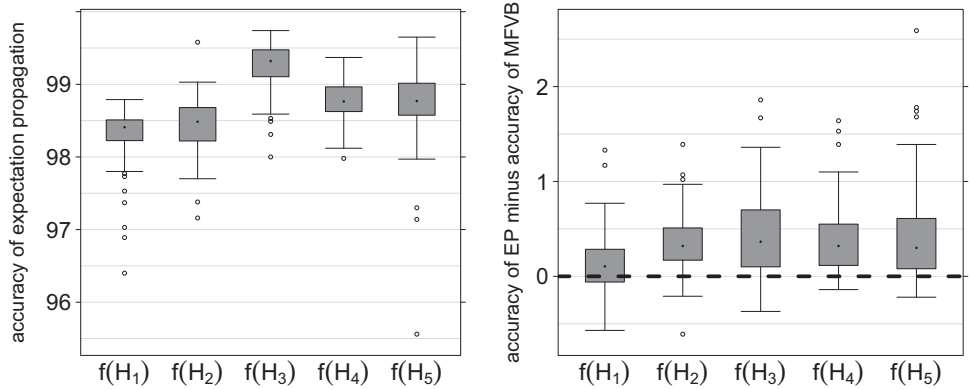 accuracy of expectation propagation
99
98
97
96
f(H₁) f(H₂) f(H₃) f(H₄) f(H₅)
accuracy of EP minus accuracy of MFVB
2
1
0
f(H₁) f(H₂) f(H₃) f(H₄) f(H₅)